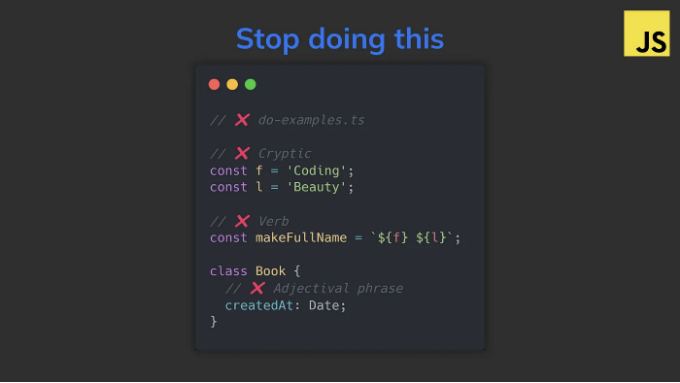 Stop doing this
JS
// ❌ do-examples.ts
// ❌ Cryptic
const f = 'Coding';
const l = 'Beauty';
// ❌ Verb
const makeFullName = `${f} ${l}`;
class Book {
// ❌ Adjectival phrase
createdAt: Date;
}